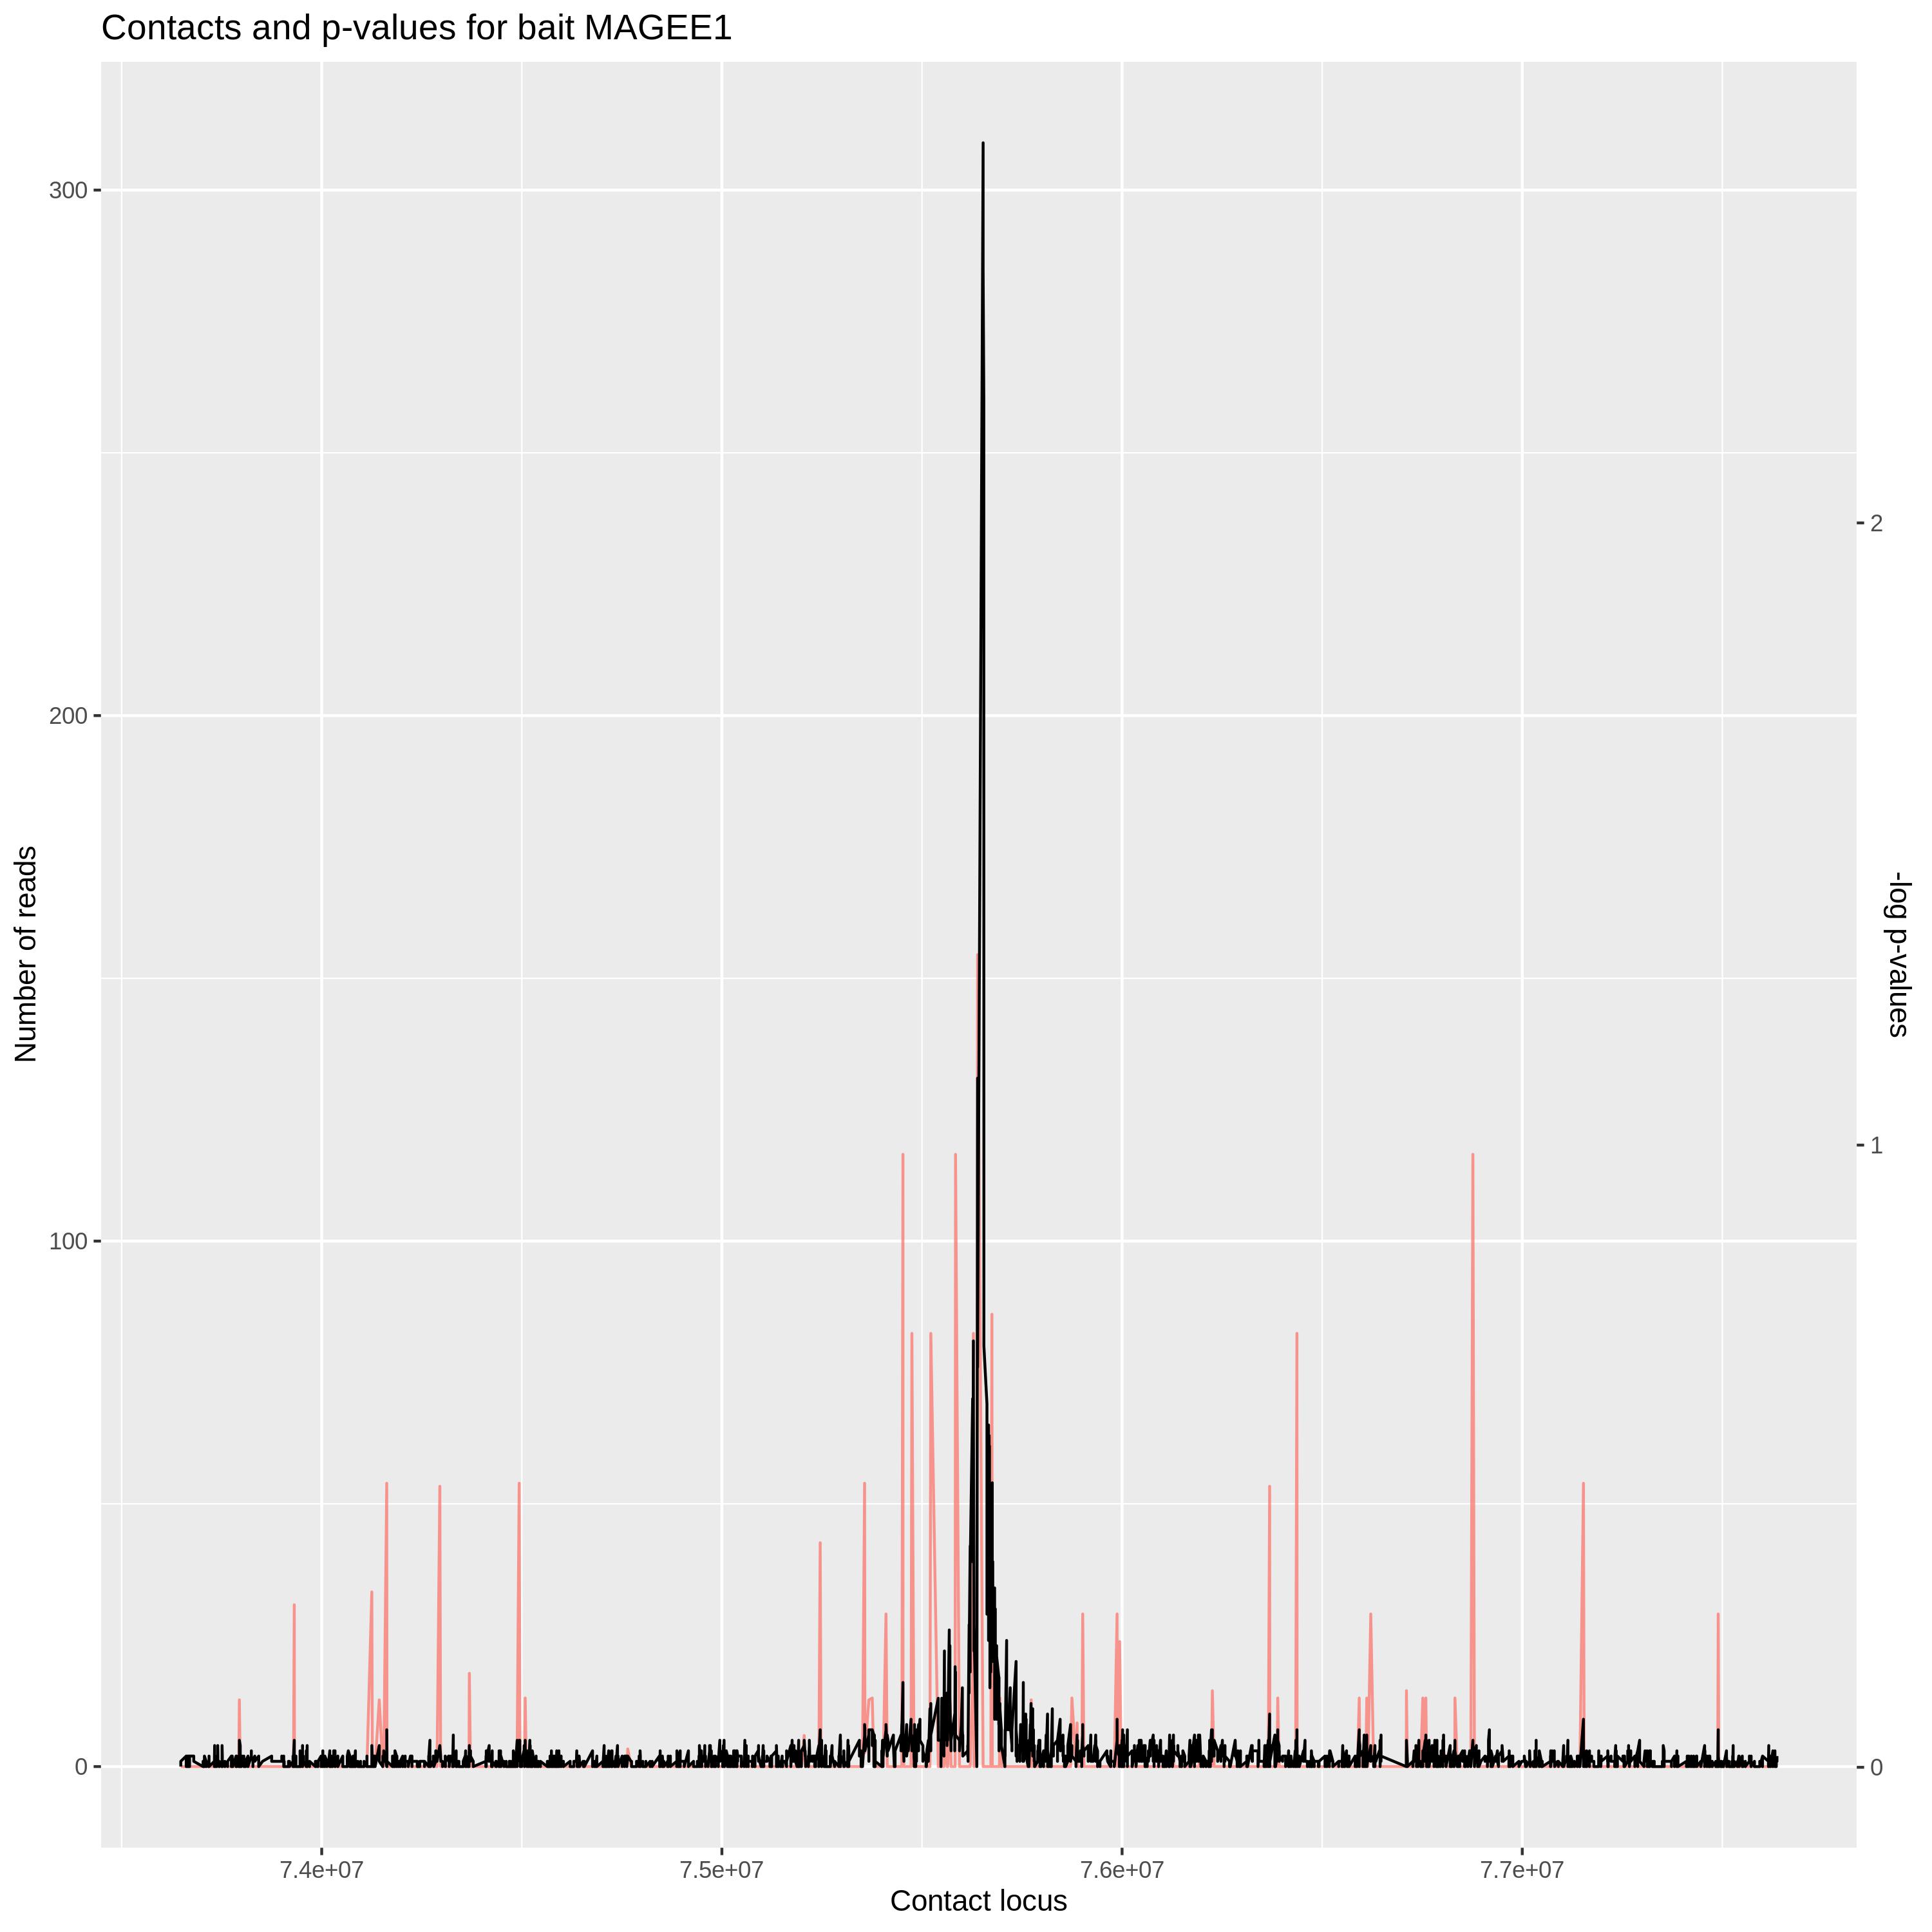 Contacts and p-values for bait MAGEE1
300
200
100
0
Number of reads
2
1
0
-log p-values
7.4e+07 7.5e+07 7.6e+07 7.7e+07
Contact locus